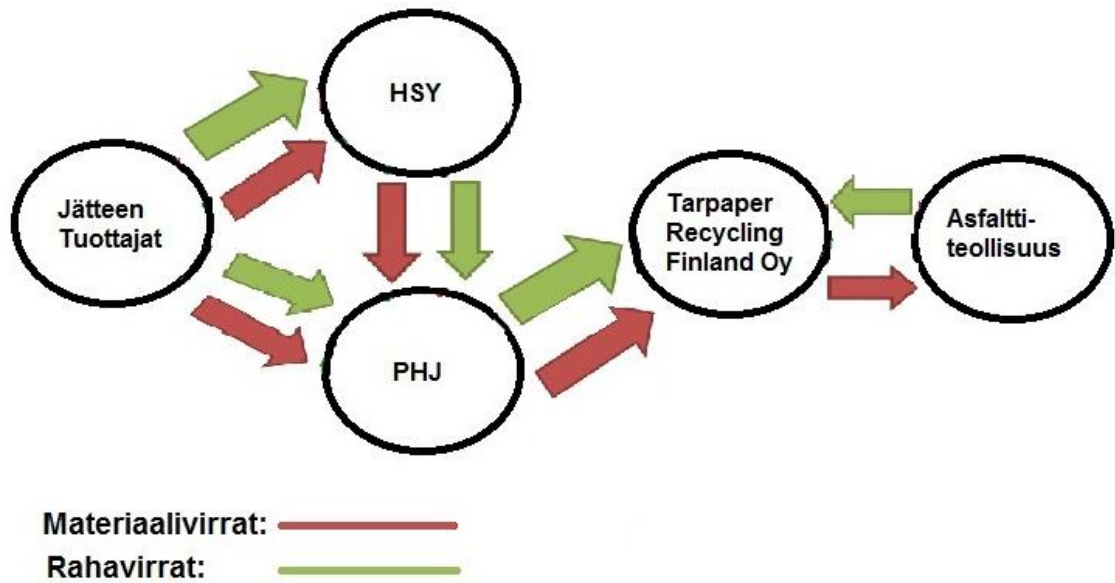 HSY
Jätteen
Tuottajat
PHJ
Tarpaper
Recycling
Finland Oy
Asfaltti-
teollisuus
Materiaalivirrat:
Rahavirrat: